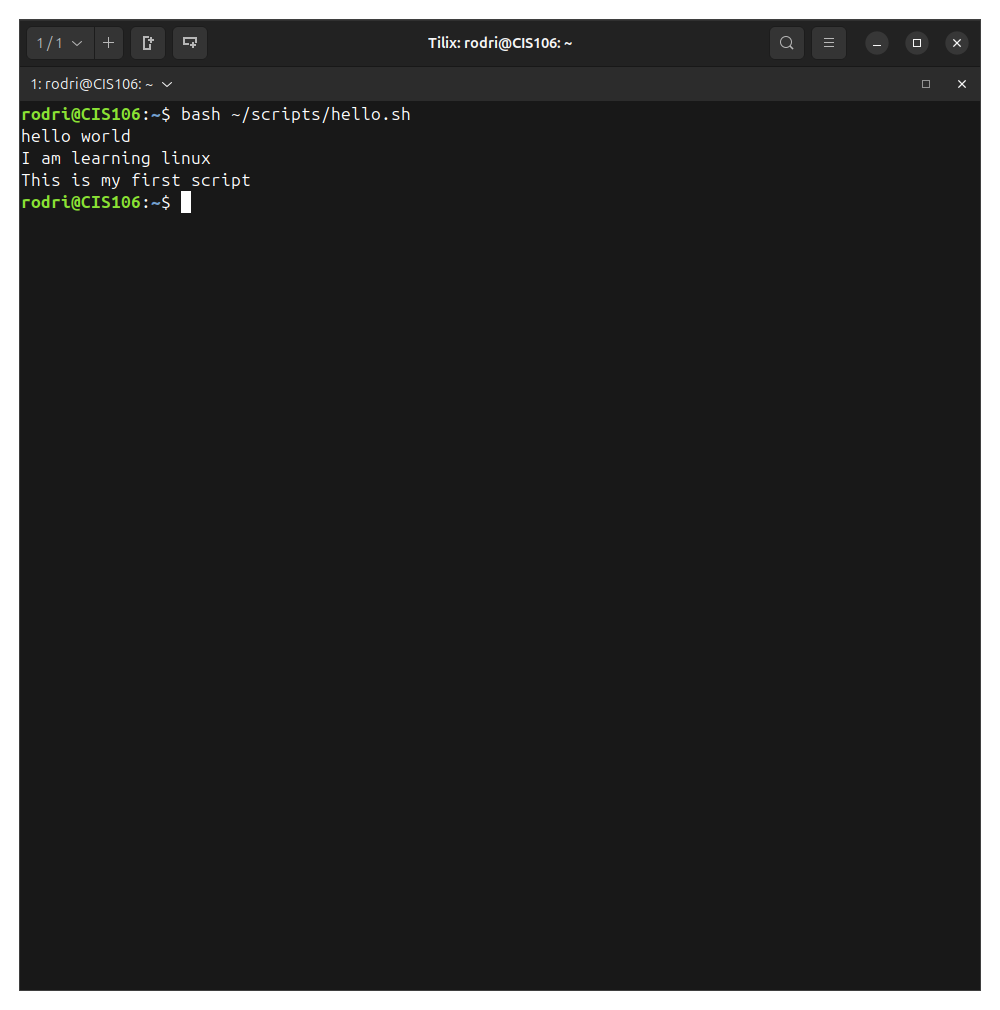 1 / 1
Tilix: rodri@CIS106: ~
1: rodri@CIS106: ~
rodri@CIS106:~$ bash ~/scripts/hello.sh
hello world
I am learning linux
This is my first script
rodri@CIS106:~$